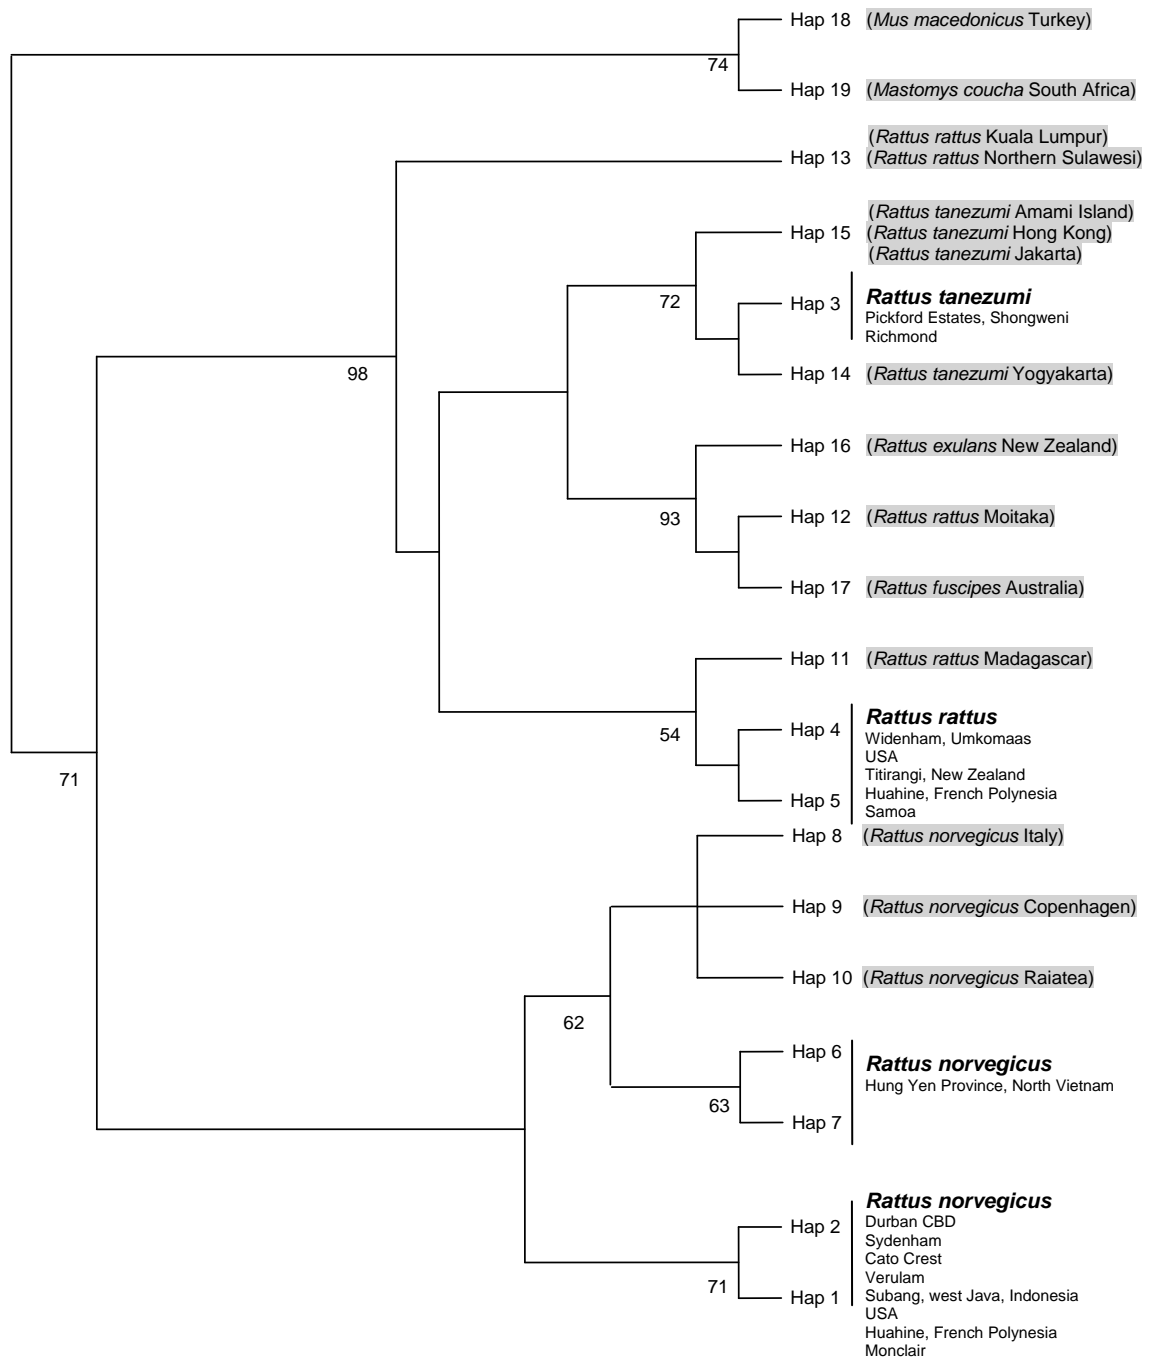 Hap 18 (Mus macedonicus Turkey)
74
Hap 19 (Mastomys coucha South Africa)
(Rattus rattus Kuala Lumpur)
Hap 13 (Rattus rattus Northern Sulawesi)
(Rattus tanezumi Amami Island)
Hap 15 (Rattus tanezumi Hong Kong)
(Rattus tanezumi Jakarta)
72
Hap 3
Rattus tanezumi
Pickford Estates, Shongweni
Richmond
98
Hap 14 (Rattus tanezumi Yogyakarta)
Hap 16 (Rattus exulans New Zealand)
93
Hap 12 (Rattus rattus Moitaka)
Hap 17 (Rattus fuscipes Australia)
Hap 11 (Rattus rattus Madagascar)
54
Hap 4
Rattus rattus
Widenham, Umkomaas
USA
Titirangi, New Zealand
Huahine, French Polynesia
Samoa
71
Hap 5
Hap 8 (Rattus norvegicus Italy)
Hap 9 (Rattus norvegicus Copenhagen)
Hap 10 (Rattus norvegicus Raiatea)
62
Hap 6
Rattus norvegicus
Hung Yen Province, North Vietnam
63
Hap 7
Rattus norvegicus
Hap 2
Durban CBD
Sydenham
Cato Crest
Verulam
Subang, west Java, Indonesia
USA
Huahine, French Polynesia
Monclair
71
Hap 1